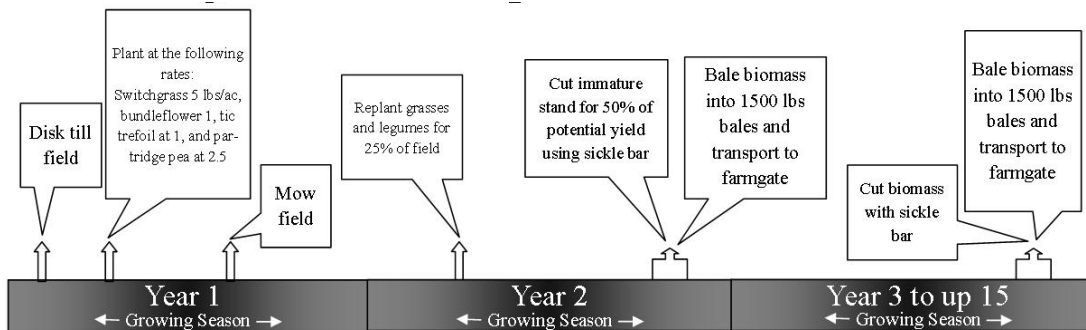 Disk till
field
Plant at the following
rates:
Switchgrass 5 lbs/ac,
bundleflower 1, tic
trefoil at 1, and par-
tridge pea at 2.5
Mow
field
Replant grasses
and legumes for
25% of field
Cut immature
stand for 50% of
potential yield
using sickle bar
Bale biomass
into 1500 lbs
bales and
transport to
farmgate
Cut biomass
with sickle
bar
Bale biomass
into 1500 lbs
bales and
transport to
farmgate
Year 1
Growing Season
Year 2
Growing Season
Year 3 to up 15
Growing Season